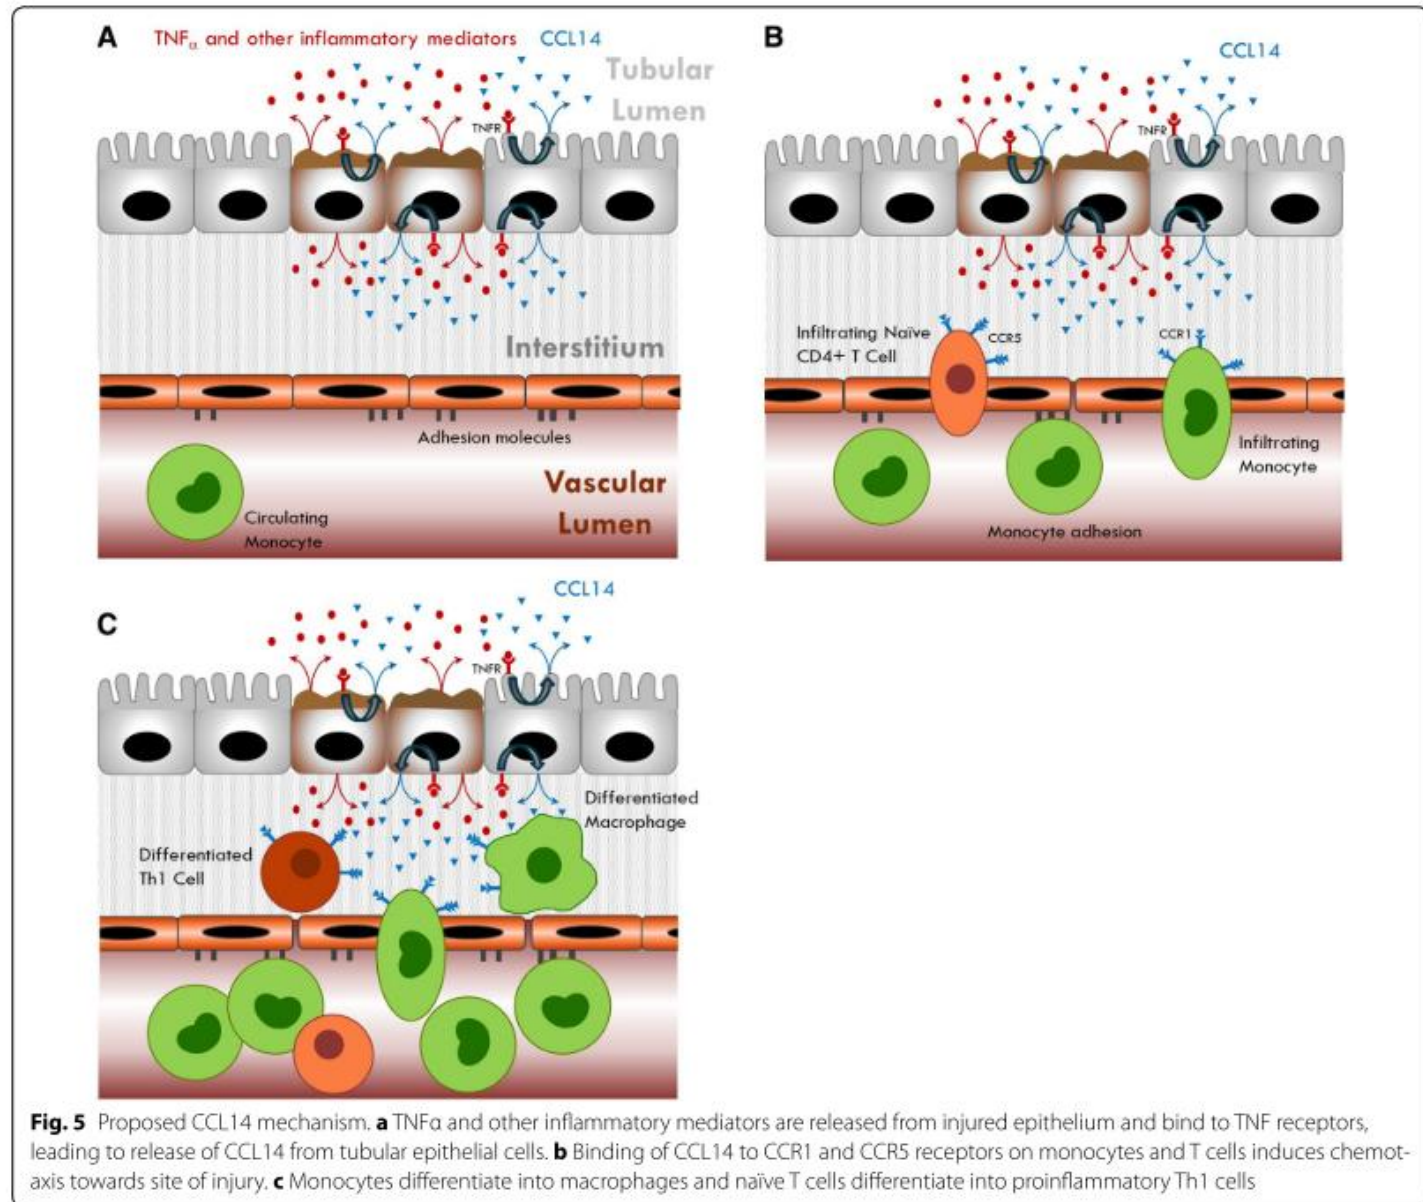 A
TNFα and other inflammatory mediators CCL14
Tubular
Lumen
TNFR
Interstitium
Adhesion molecules
Vascular
Lumen
Circulating
Monocyte
B
CCL14
TNFR
Infiltrating Naïve
CD4+ T Cell
CCR5
CCR1
Infiltrating
Monocyte
Monocyte adhesion
C
CCL14
TNFR
Differentiated
Macrophage
Differentiated
Th1 Cell
Fig. 5 Proposed CCL14 mechanism. a TNFα and other inflammatory mediators are released from injured epithelium and bind to TNF receptors,
leading to release of CCL14 from tubular epithelial cells. b Binding of CCL14 to CCR1 and CCR5 receptors on monocytes and T cells induces chemot-
axis towards site of injury. c Monocytes differentiate into macrophages and naïve T cells differentiate into proinflammatory Th1 cells